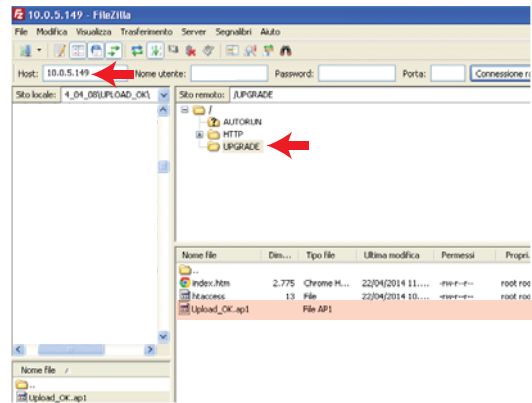 10.0.5.149 - FileZilla
File Modifica Visualizza Trasferimento Server Segnalibri Aiuto
Host: 10.0.5.149 Nome utente: Password: Porta: Connessione r
Sito locale: 4_04_08\UPLOAD_OK\ Sito remoto: /UPGRADE
/
AUTORUN
HTTP
UPGRADE
Nome file Dim... Tipo file Ultima modifica Permessi Propri.
..
index.htm 2.775 Chrome H... 22/04/2014 11.... -rw-r--r-- root roo
htaccess 13 File 22/04/2014 10.... -rw-r--r-- root roo
Upload_OK.ap1 File AP1
Nome file /
..
Upload_OK.ap1